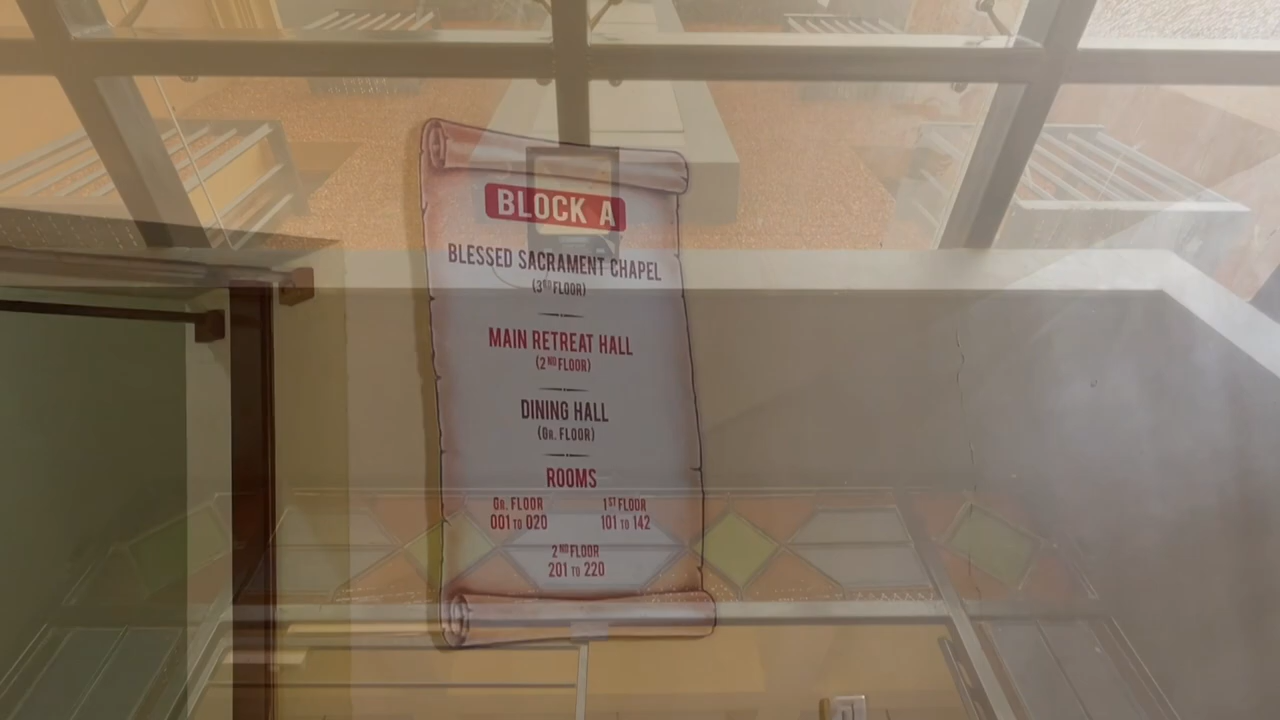 BLOCK A
BLESSED SACRAMENT CHAPEL
(3RD FLOOR)
MAIN RETREAT HALL
(2ND FLOOR)
DINING HALL
(GR. FLOOR)
ROOMS
GR. FLOOR 1ST FLOOR
001 TO 020 101 TO 142
2ND FLOOR
201 TO 220